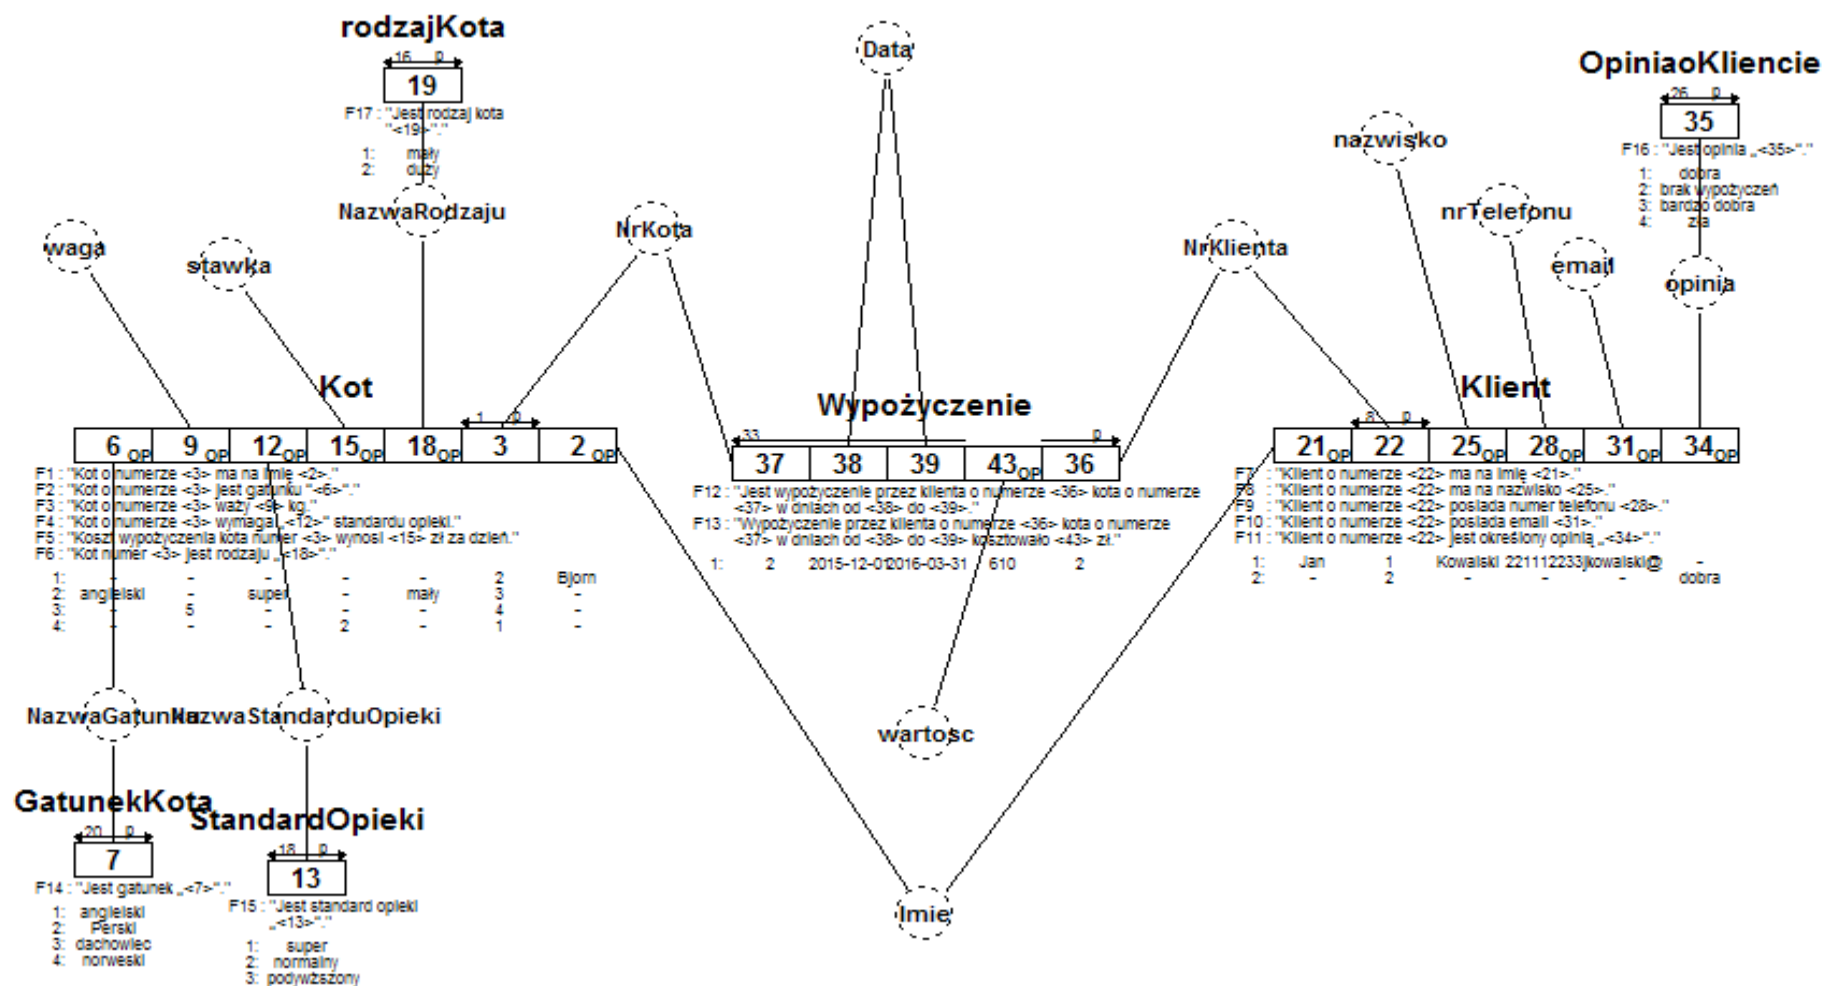 rodzajKota
16 p
19
F17 : "Jest rodzaj kota
"<19>"."
1: mały
2: duży
NazwaRodzaju
Data
OpiniaoKliencie
26 p
35
F16 : "Jest opinia „<35>"."
1: dobra
2: brak wypożyczeń
3: bardzo dobra
4: zła
nazwisko
nrTelefonu
email
opinia
waga
stawka
NrKota
NrKlienta
Kot
1 p
6 OP 9 OP 12 OP 15 OP 18 OP 3 2 OP
F1 : "Kot o numerze <3> ma na imię <2>."
F2 : "Kot o numerze <3> jest gatunku "<6>"."
F3 : "Kot o numerze <3> waży <9> kg."
F4 : "Kot o numerze <3> wymaga „<12>" standardu opieki."
F5 : "Koszt wypożyczenia kota numer <3> wynosi <15> zł za dzień."
F6 : "Kot numer <3> jest rodzaju „<18>"."
1: - - - - - 2 Bjorn
2: angielski - super - mały 3 -
3: - 5 - - - 4 -
4: - - - 2 - 1 -
Wypożyczenie
33 p
37 38 39 43 OP 36
F12 : "Jest wypożyczenie przez klienta o numerze <36> kota o numerze
<37> w dniach od <38> do <39>."
F13 : "Wypożyczenie przez klienta o numerze <36> kota o numerze
<37> w dniach od <38> do <39> kosztowało <43> zł."
1: 2 2015-12-01 2016-03-31 610 2
Klient
8 p
21 OP 22 25 OP 28 OP 31 OP 34 OP
F7 : "Klient o numerze <22> ma na imię <21>."
F8 : "Klient o numerze <22> ma na nazwisko <25>."
F9 : "Klient o numerze <22> posiada numer telefonu <28>."
F10 : "Klient o numerze <22> posiada email <31>."
F11 : "Klient o numerze <22> jest określony opinią „<34>"."
1: Jan 1 Kowalski 221112233 jkowalski@ -
2: - 2 - - - dobra
NazwaGatunku
NazwaStandarduOpieki
wartosc
GatunekKota
20 p
7
F14 : "Jest gatunek „<7>"."
1: angielski
2: Perski
3: dachowiec
4: norweski
StandardOpieki
18 p
13
F15 : "Jest standard opieki
„<13>"."
1: super
2: normalny
3: podywższony
Imie